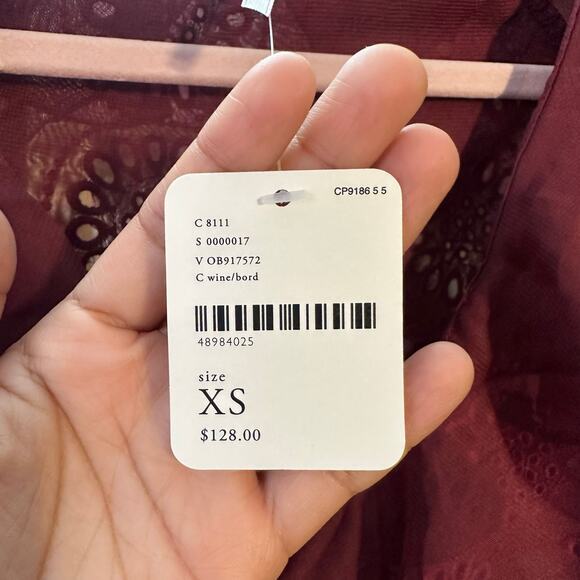 CP9186 5 5
C 8111
S 0000017
V OB917572
C wine/bord
48984025
size
XS
$128.00